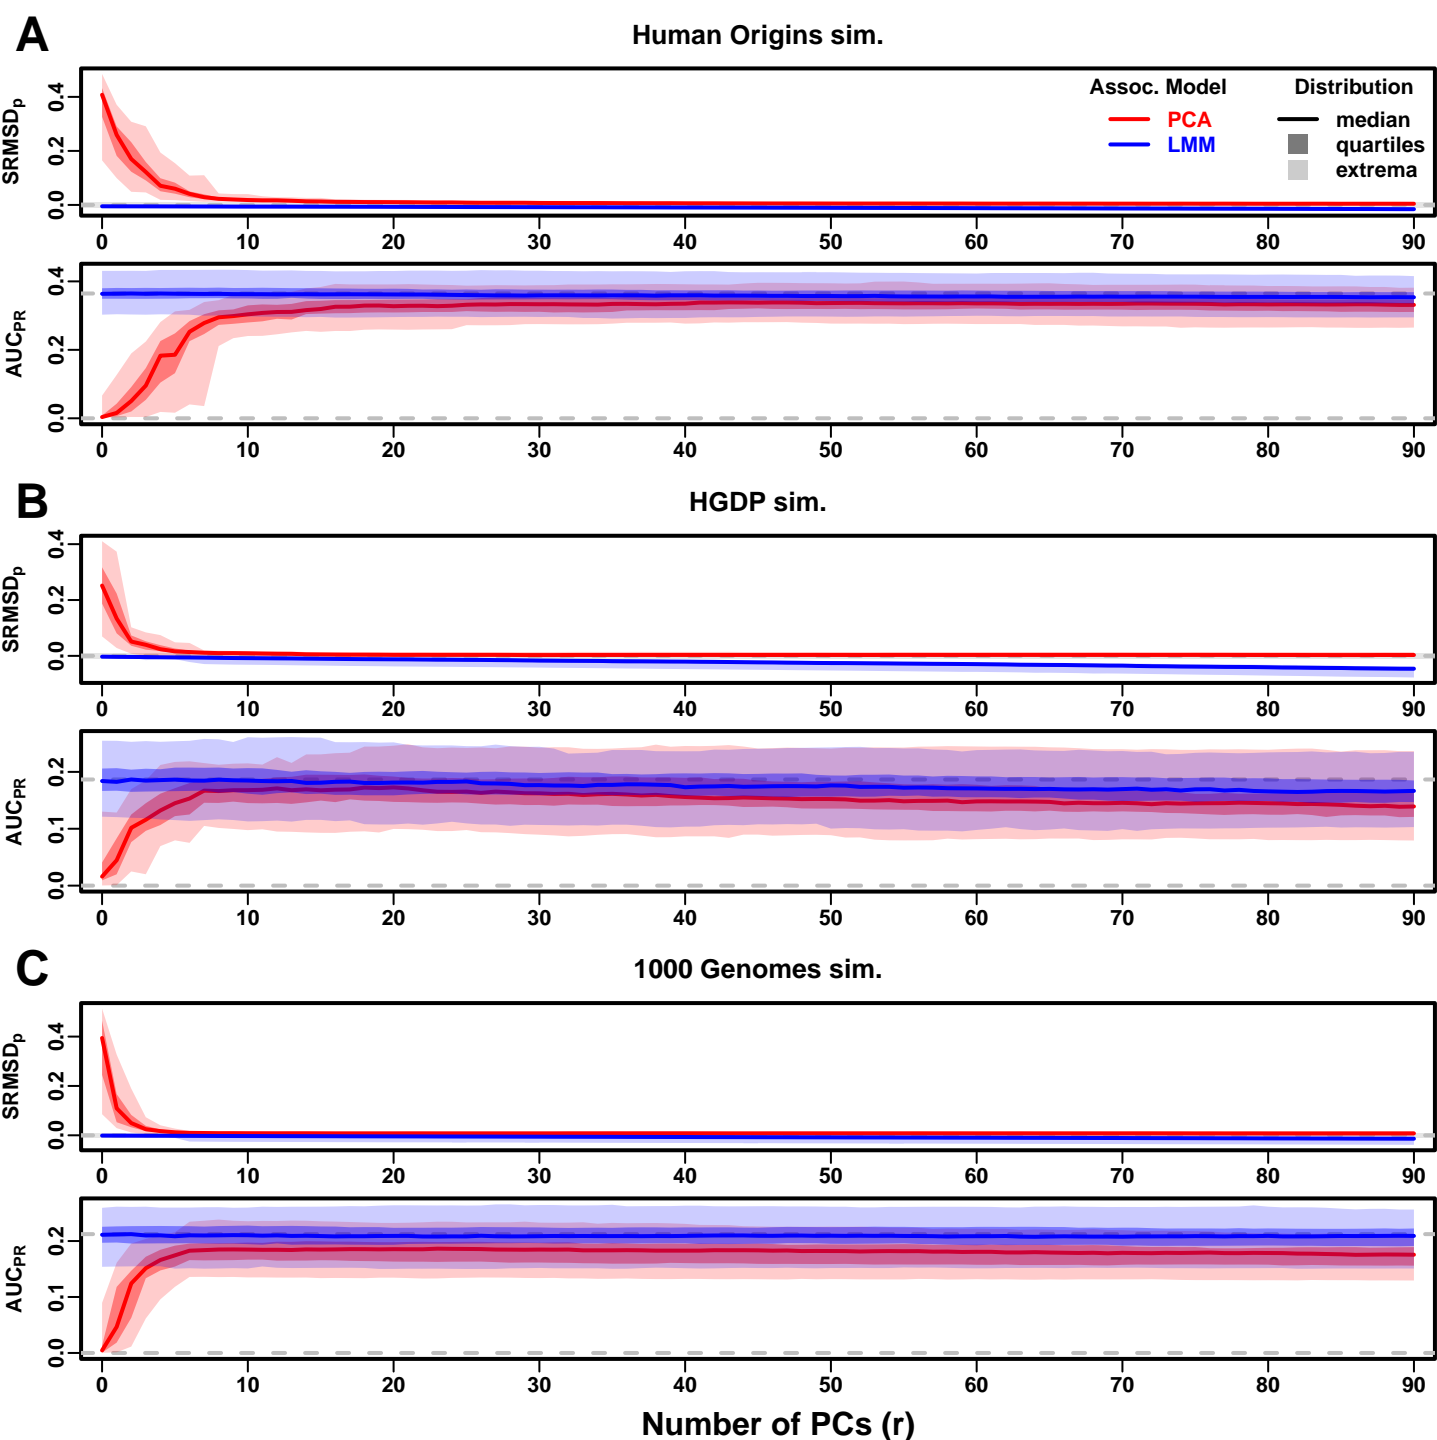 A
Human Origins sim.
SRMSDp
0.0 0.2 0.4
Assoc. Model
PCA
LMM
Distribution
median
quartiles
extrema
0 10 20 30 40 50 60 70 80 90
AUCPR
0.0 0.2 0.4
0 10 20 30 40 50 60 70 80 90
B
HGDP sim.
SRMSDp
0.0 0.2 0.4
0 10 20 30 40 50 60 70 80 90
AUCPR
0.0 0.1 0.2
0 10 20 30 40 50 60 70 80 90
C
1000 Genomes sim.
SRMSDp
0.0 0.2 0.4
0 10 20 30 40 50 60 70 80 90
AUCPR
0.0 0.1 0.2
0 10 20 30 40 50 60 70 80 90
Number of PCs (r)